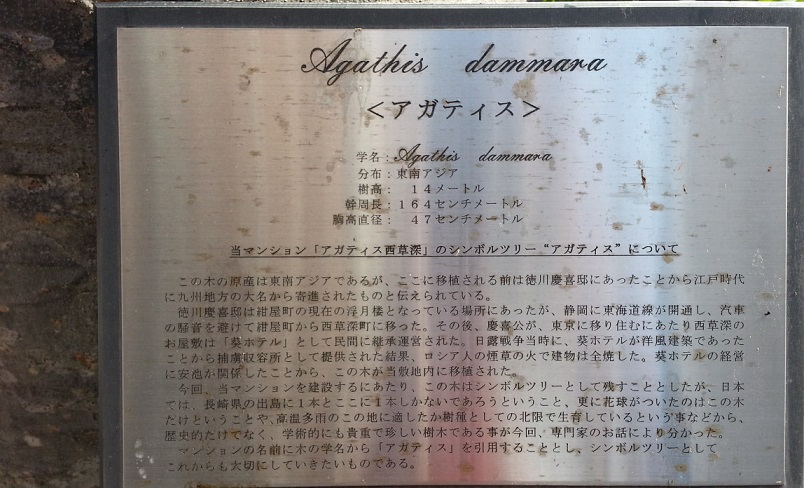 Agathis dammara
<アガティス>
学名：Agathis dammara
分布：東南アジア
樹高： 14メートル
幹周長：164センチメートル
胸高直径： 47センチメートル
当マンション「アガティス西草深」のシンボルツリー“アガティス”について
この木の原産は東南アジアであるが、ここに移植される前は徳川慶喜邸にあったことから江戸時代
に九州地方の大名から寄進されたものと伝えられている。
徳川慶喜邸は紺屋町の現在の浮月楼となっている場所にあったが、静岡に東海道線が開通し、汽車
の騒音を避けて紺屋町から西草深町に移った。その後、慶喜公が、東京に移り住むにあたり西草深の
お屋敷は「葵ホテル」として民間に継承運営された。日露戦争当時に、葵ホテルが洋風建築であった
ことから捕虜収容所として提供された結果、ロシア人の煙草の火で建物は全焼した。葵ホテルの経営
に安池が関係したことから、この木が当敷地内に移植された。
今回、当マンションを建設するにあたり、この木はシンボルツリーとして残すこととしたが、日本
では、長崎県の出島に1本とここに1本しかないであろうということ、更に花球がついたのはこの木
だけということや、高温多雨のこの地に適したか樹種としての北限で生育しているという事などから、
歴史的だけでなく、学術的にも貴重で珍しい樹木である事が今回、専門家のお話により分かった。
マンションの名前に木の学名から「アガティス」を引用することとし、シンボルツリーとして
これからも大切にしていきたいものである。